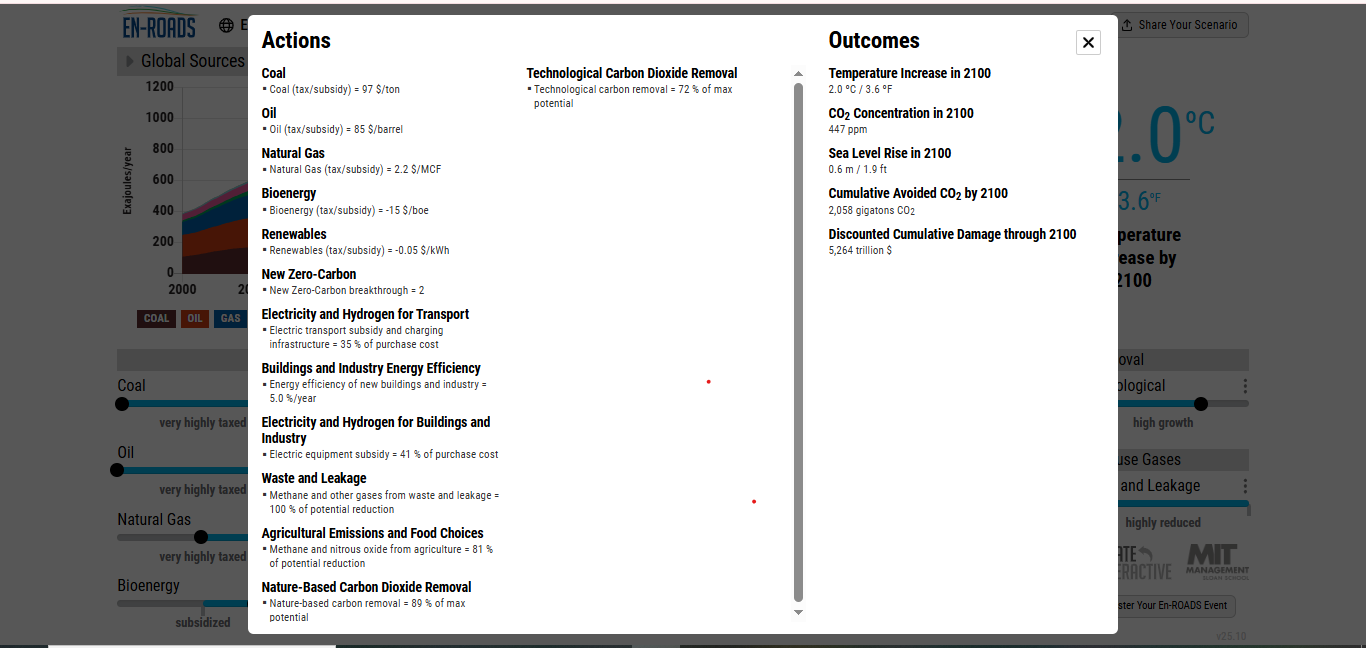 EN-ROADS
E
Share Your Scenario
Global Sources
1200
1000
800
600
400
200
0
Exajoules/year
2000
20
COAL
OIL
GAS
Coal
very highly taxed
Oil
very highly taxed
Natural Gas
very highly taxed
Bioenergy
subsidized
Actions
Coal
▪ Coal (tax/subsidy) = 97 $/ton
Oil
▪ Oil (tax/subsidy) = 85 $/barrel
Natural Gas
▪ Natural Gas (tax/subsidy) = 2.2 $/MCF
Bioenergy
▪ Bioenergy (tax/subsidy) = -15 $/boe
Renewables
▪ Renewables (tax/subsidy) = -0.05 $/kWh
New Zero-Carbon
▪ New Zero-Carbon breakthrough = 2
Electricity and Hydrogen for Transport
▪ Electric transport subsidy and charging
infrastructure = 35 % of purchase cost
Buildings and Industry Energy Efficiency
▪ Energy efficiency of new buildings and industry =
5.0 %/year
Electricity and Hydrogen for Buildings and
Industry
▪ Electric equipment subsidy = 41 % of purchase cost
Waste and Leakage
▪ Methane and other gases from waste and leakage =
100 % of potential reduction
Agricultural Emissions and Food Choices
▪ Methane and nitrous oxide from agriculture = 81 %
of potential reduction
Nature-Based Carbon Dioxide Removal
▪ Nature-based carbon removal = 89 % of max
potential
Technological Carbon Dioxide Removal
▪ Technological carbon removal = 72 % of max
potential
Outcomes
Temperature Increase in 2100
2.0 ºC / 3.6 ºF
CO₂ Concentration in 2100
447 ppm
Sea Level Rise in 2100
0.6 m / 1.9 ft
Cumulative Avoided CO₂ by 2100
2,058 gigatons CO₂
Discounted Cumulative Damage through 2100
5,264 trillion $
2.0ºC
3.6ºF
perature
ease by
2100
oval
ological
high growth
use Gases
and Leakage
highly reduced
ATE
ERACTIVE
MIT
MANAGEMENT
SLOAN SCHOOL
ster Your En-ROADS Event
v25.10